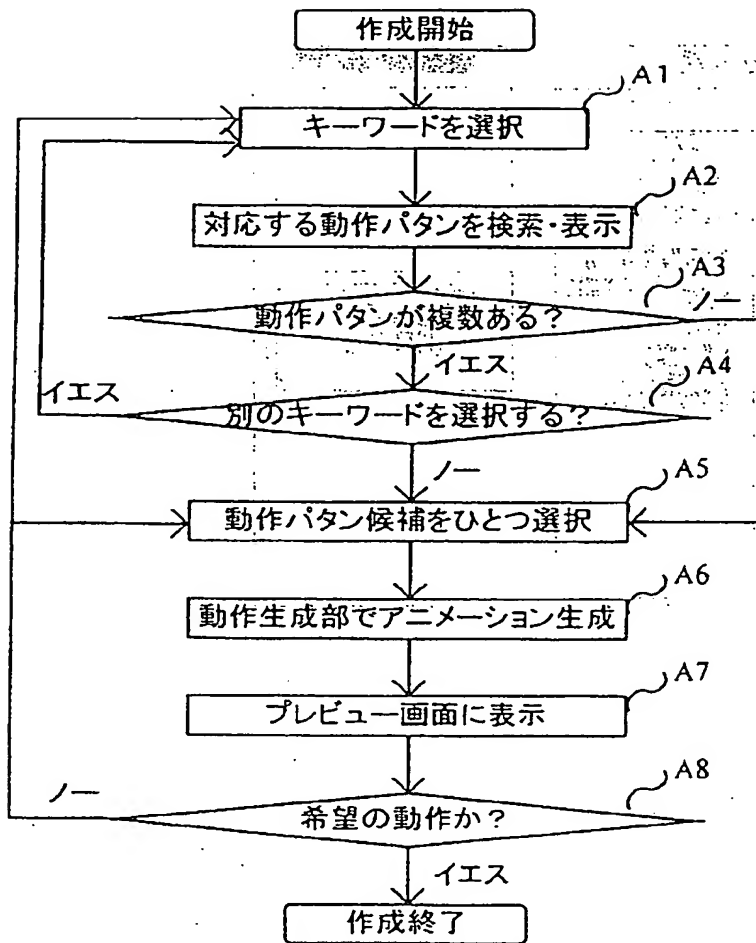 作成開始
A1
キーワードを選択
A2
対応する動作パタンを検索・表示
A3
動作パタンが複数ある?
ノー
イエス
A4
イエス
別のキーワードを選択する?
ノー
A5
動作パタン候補をひとつ選択
A6
動作生成部でアニメーション生成
A7
プレビュー画面に表示
A8
ノー
希望の動作か?
イエス
作成終了